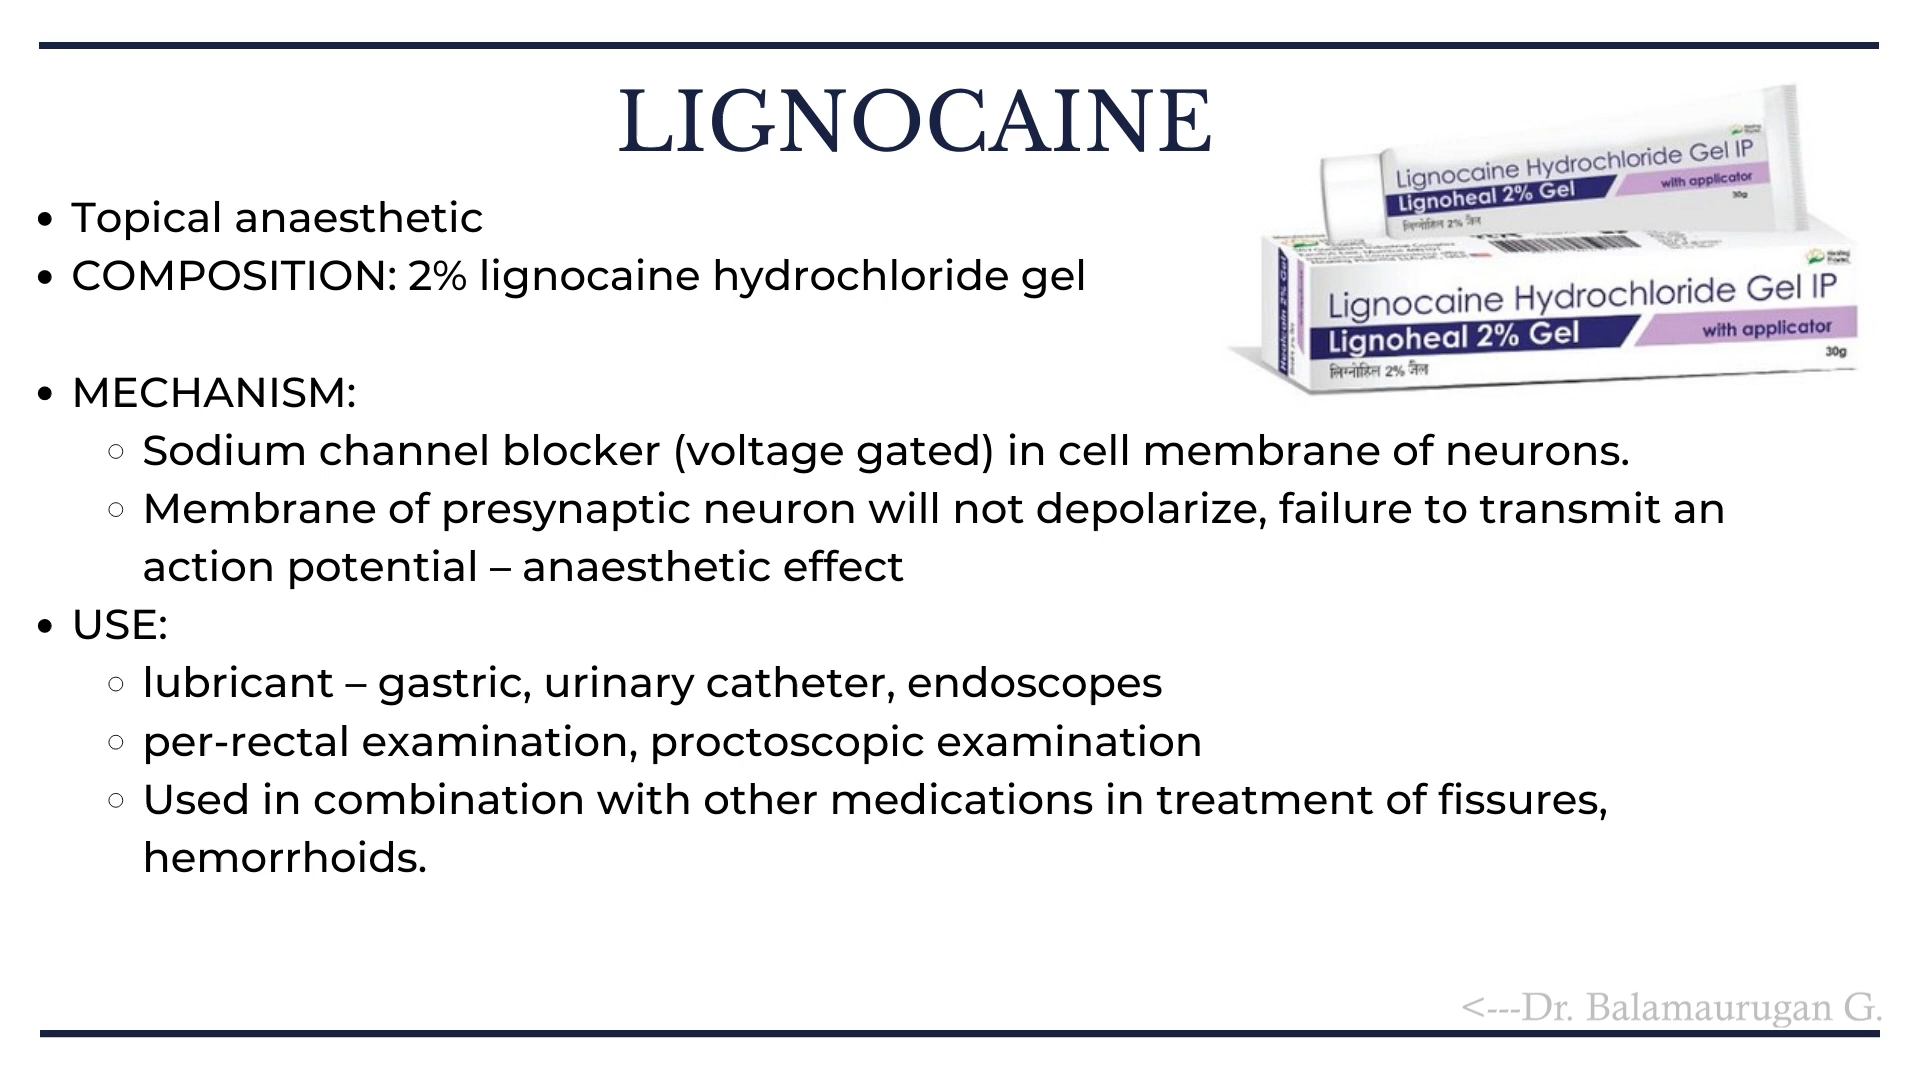 LIGNOCAINE
• Topical anaesthetic
• COMPOSITION: 2% lignocaine hydrochloride gel
• MECHANISM:
○ Sodium channel blocker (voltage gated) in cell membrane of neurons.
○ Membrane of presynaptic neuron will not depolarize, failure to transmit an
action potential – anaesthetic effect
• USE:
○ lubricant – gastric, urinary catheter, endoscopes
○ per-rectal examination, proctoscopic examination
○ Used in combination with other medications in treatment of fissures,
hemorrhoids.
Lignocaine Hydrochloride Gel IP
Lignoheal 2% Gel
with applicator
30g
लिग्नोहिल 2% जैल
Lignocaine Hydrochloride Gel IP
Lignoheal 2% Gel
with applicator
30g
लिग्नोहिल 2% जैल
<---Dr. Balamaurugan G.